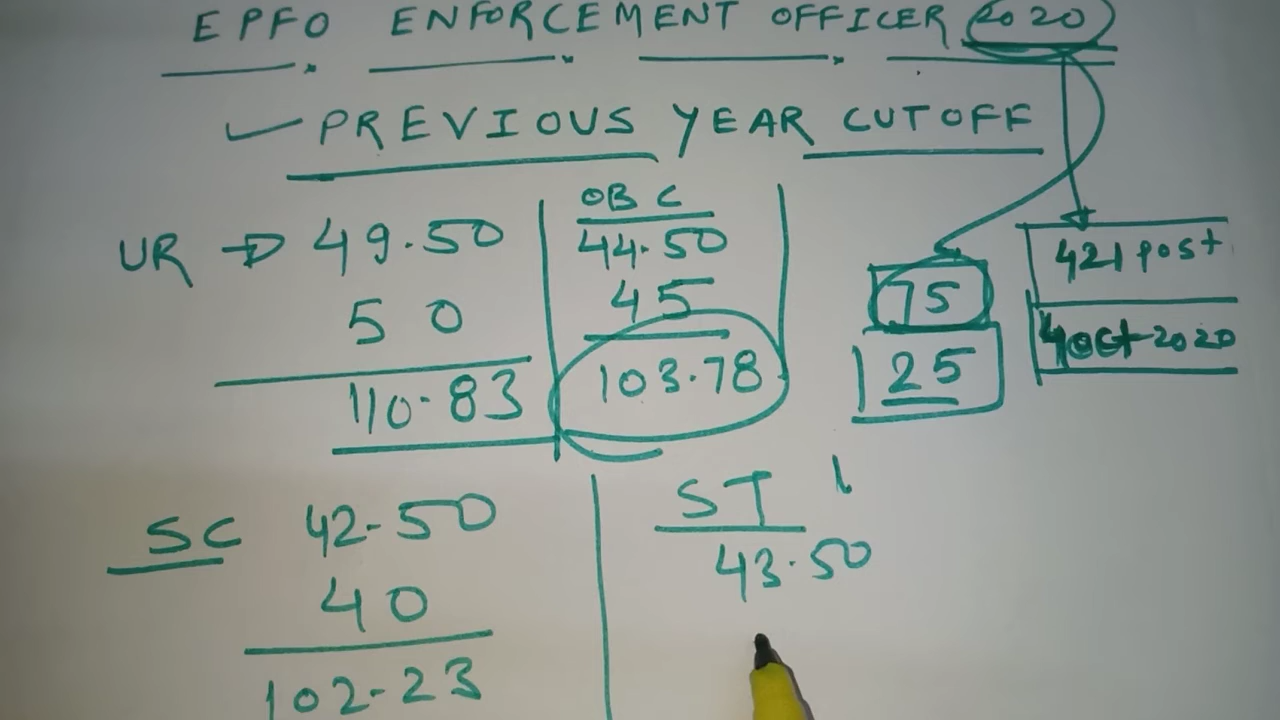 EPFO ENFORCEMENT OFFICER 2020
PREVIOUS YEAR CUTOFF
UR → 49.50
50
110.83
OBC
44.50
45
103.78
75
125
421 post
4 oct 2020
SC 42.50
40
102.23
ST
43.50